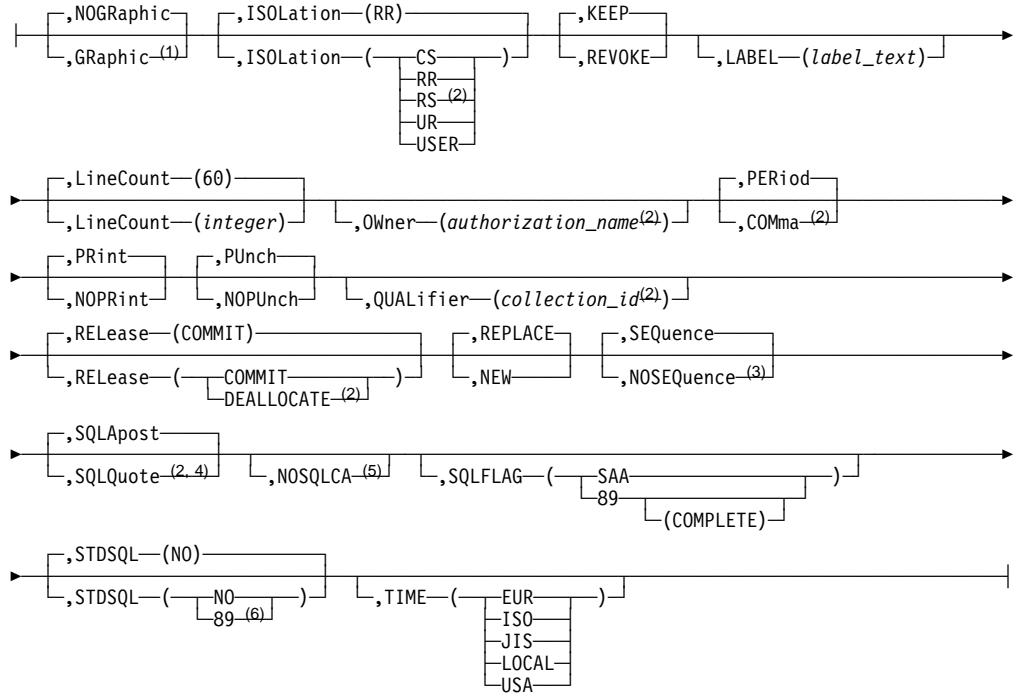 ,NOGRaphic ,ISOLation (RR) ,KEEP
,GRaphic (1) ,ISOLation ( CS ) ,REVOKE ,LABEL (label_text)
RR
RS (2)
UR
USER
,LineCount (60) ,PERiod
,LineCount (integer) ,OWner (authorization_name(2) ) ,COMma (2)
,PRint ,PUnch
,NOPRint ,NOPUnch ,QUALifier (collection_id(2) )
,RELease (COMMIT) ,REPLACE ,SEQuence
,RELease ( COMMIT ) ,NEW ,NOSEQuence (3)
DEALLOCATE (2)
,SQLApost
,SQLQuote (2, 4) ,NOSQLCA (5) ,SQLFLAG ( SAA )
89
(COMPLETE)
,STDSQL (NO)
,STDSQL ( NO ) ,TIME ( EUR )
89 (6) ISO
JIS
LOCAL
USA